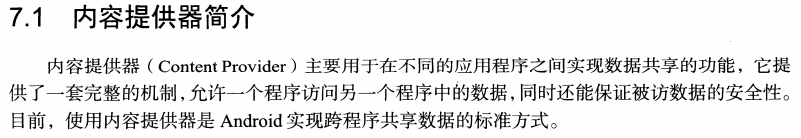 7.1 内容提供器简介
内容提供器（Content Provider）主要用于在不同的应用程序之间实现数据共享的功能，它提
供了一套完整的机制，允许一个程序访问另一个程序中的数据，同时还能保证被访数据的安全性。
目前，使用内容提供器是 Android 实现跨程序共享数据的标准方式。